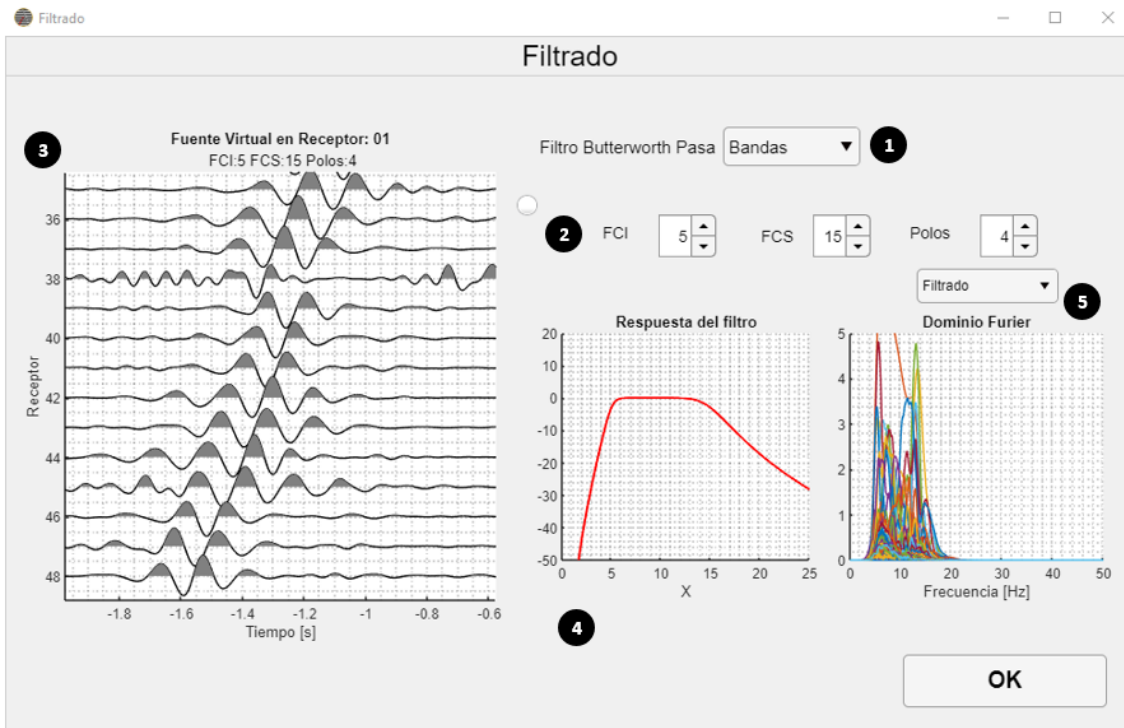 Filtrado
Filtrado
3
Fuente Virtual en Receptor: 01
FCI:5 FCS:15 Polos:4
Receptor
36
38
40
42
44
46
48
-1.8 -1.6 -1.4 -1.2 -1 -0.8 -0.6
Tiempo [s]
Filtro Butterworth Pasa Bandas 1
2 FCI 5 FCS 15 Polos 4
Filtrado 5
Respuesta del filtro
20
10
0
-10
-20
-30
-40
-50
0 5 10 15 20 25
X
4
Dominio Furier
5
4
3
2
1
0
0 10 20 30 40 50
Frecuencia [Hz]
OK